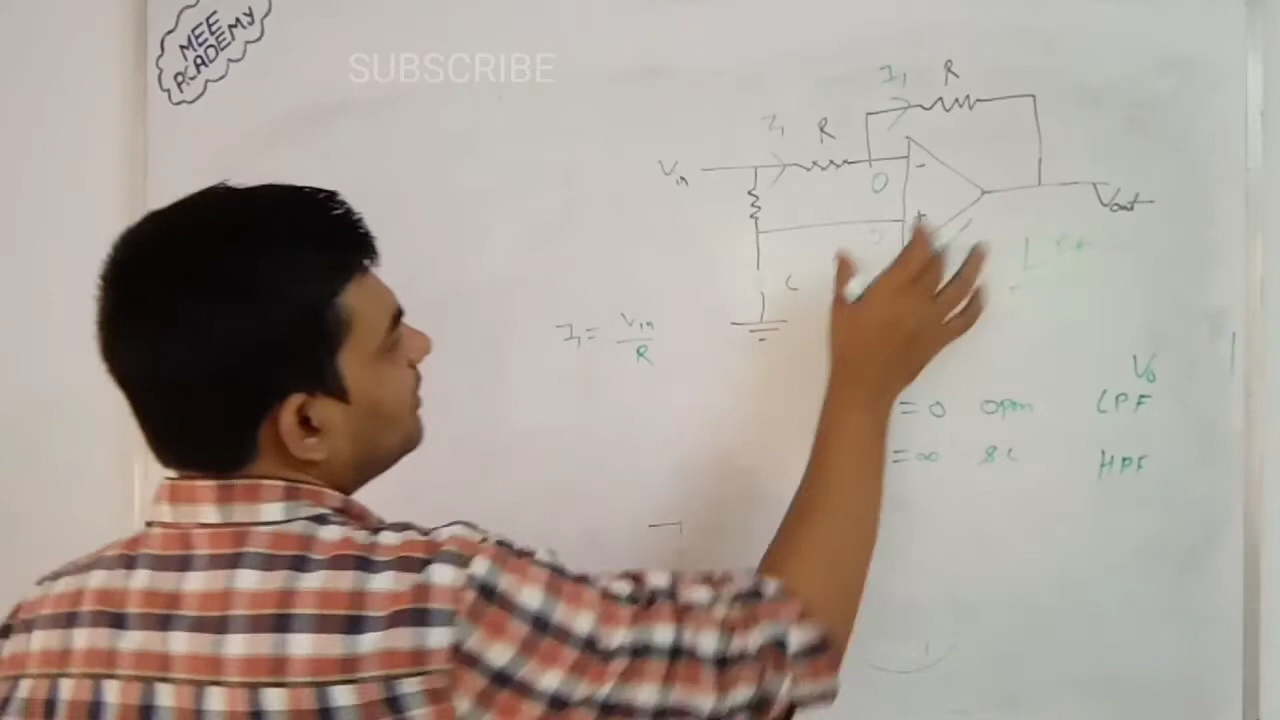 MEE
ACADEMY
SUBSCRIBE
I₁ R
I₁ R
Vin
0 -
+
Vout
C
I₁ = Vin
R
V₀
= 0 open LPF
= ∞ SC HPF